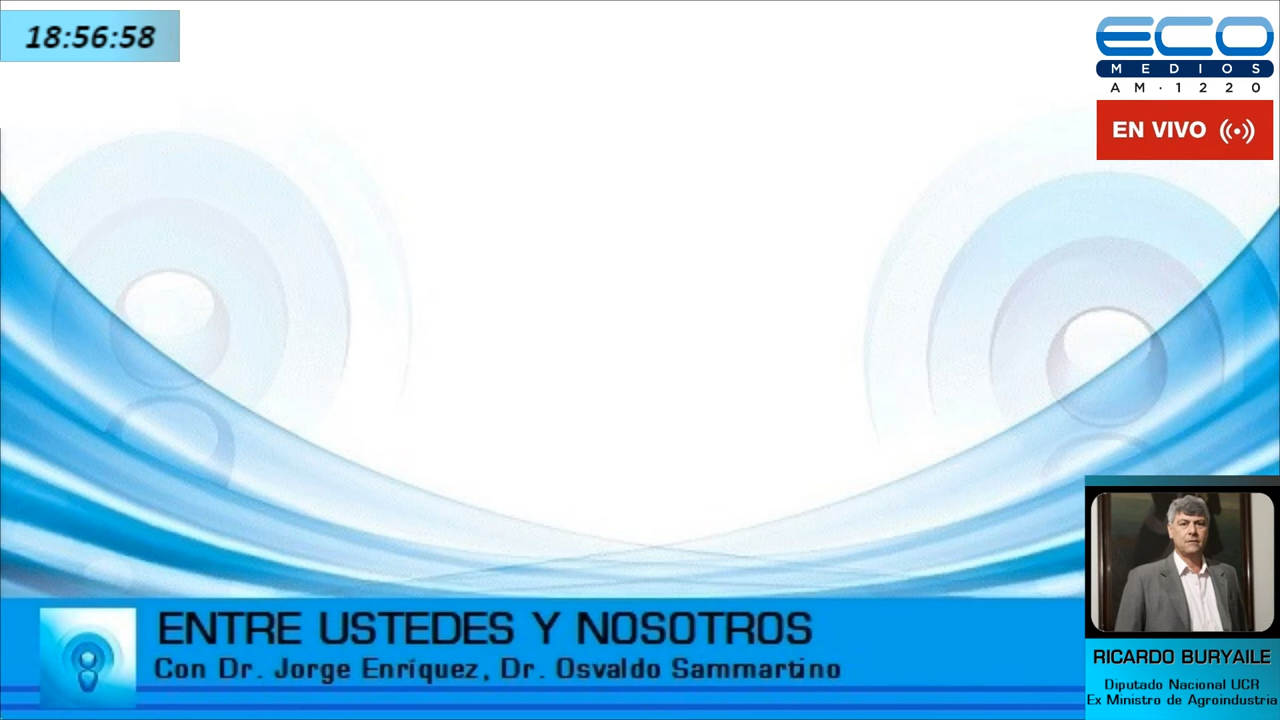 18:56:58
ECO
MEDIOS
AM·1220
EN VIVO
ENTRE USTEDES Y NOSOTROS
Con Dr. Jorge Enríquez, Dr. Osvaldo Sammartino
RICARDO BURYAILE
Diputado Nacional UCR
Ex Ministro de Agroindustria